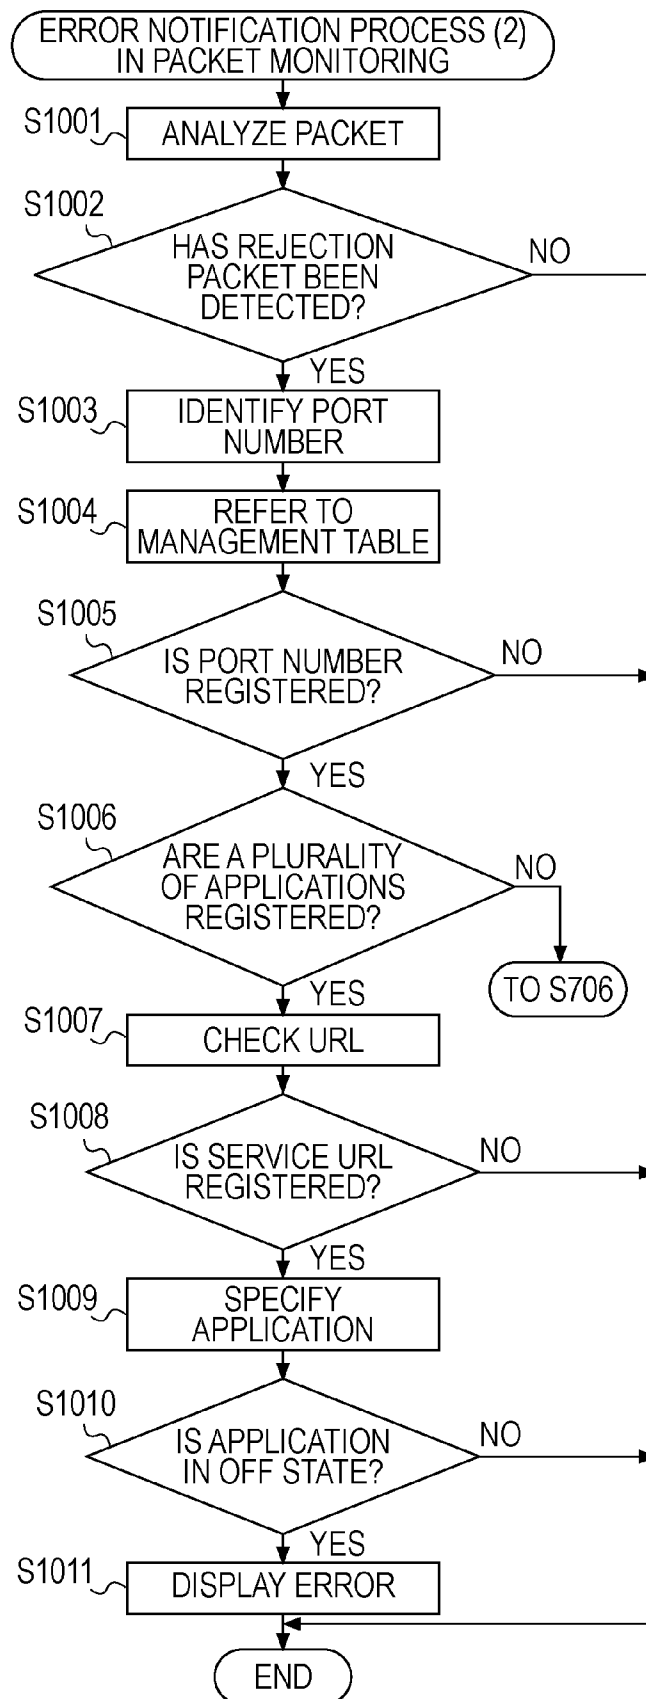 ERROR NOTIFICATION PROCESS (2)
IN PACKET MONITORING
S1001
ANALYZE PACKET
S1002
HAS REJECTION
PACKET BEEN
DETECTED?
NO
YES
S1003
IDENTIFY PORT
NUMBER
S1004
REFER TO
MANAGEMENT TABLE
S1005
IS PORT NUMBER
REGISTERED?
NO
YES
S1006
ARE A PLURALITY
OF APPLICATIONS
REGISTERED?
NO
TO S706
YES
S1007
CHECK URL
S1008
IS SERVICE URL
REGISTERED?
NO
YES
S1009
SPECIFY
APPLICATION
S1010
IS APPLICATION
IN OFF STATE?
NO
YES
S1011
DISPLAY ERROR
END